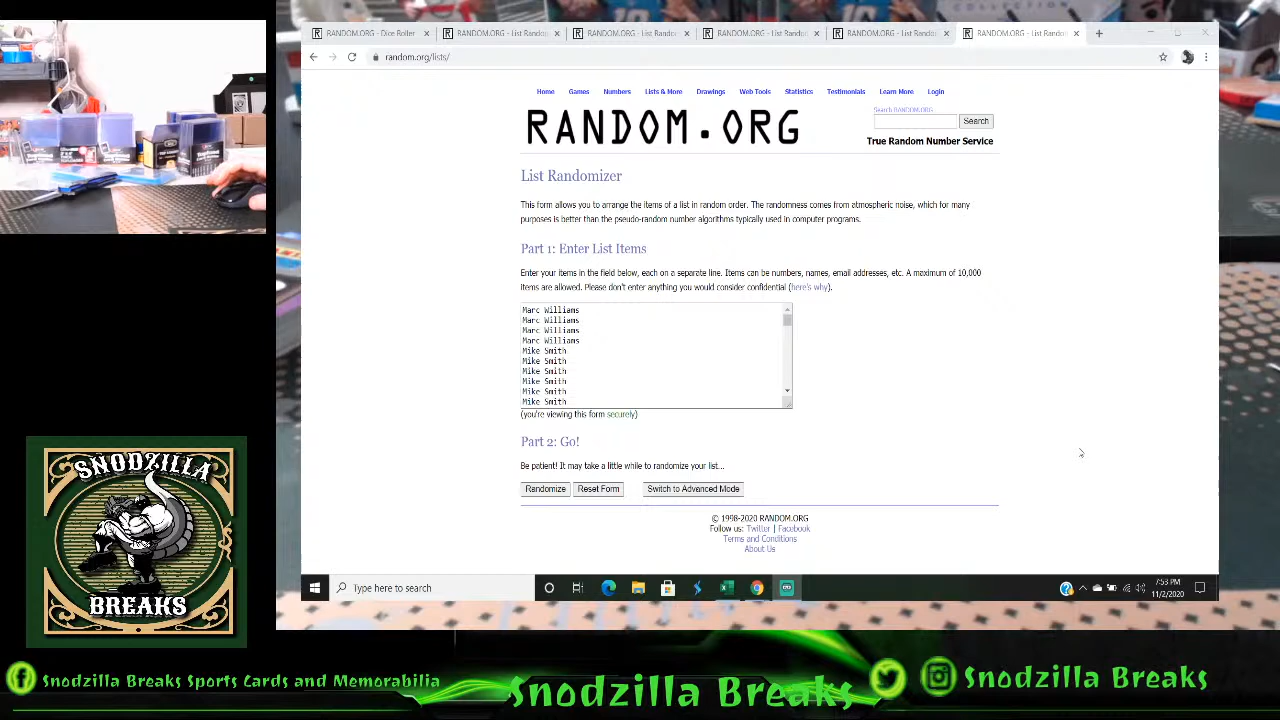 RANDOM.ORG - Dice Roller
RANDOM.ORG - List Rando
RANDOM.ORG - List Rando
RANDOM.ORG - List Rando
RANDOM.ORG - List Rando
RANDOM.ORG - List Rando
random.org/lists/
Home Games Numbers Lists & More Drawings Web Tools Statistics Testimonials Learn More Login
Search RANDOM.ORG
Search
RANDOM.ORG
True Random Number Service
List Randomizer
This form allows you to arrange the items of a list in random order. The randomness comes from atmospheric noise, which for many
purposes is better than the pseudo-random number algorithms typically used in computer programs.
Part 1: Enter List Items
Enter your items in the field below, each on a separate line. Items can be numbers, names, email addresses, etc. A maximum of 10,000
items are allowed. Please don't enter anything you would consider confidential (here's why).
Marc Williams
Marc Williams
Marc Williams
Marc Williams
Mike Smith
Mike Smith
Mike Smith
Mike Smith
Mike Smith
Mike Smith
(you're viewing this form securely)
Part 2: Go!
Be patient! It may take a little while to randomize your list...
Randomize Reset Form Switch to Advanced Mode
© 1998-2020 RANDOM.ORG
Follow us: Twitter | Facebook
Terms and Conditions
About Us
Type here to search
7:53 PM
11/2/2020
SNODZILLA
BREAKS
Snodzilla Breaks Sports Cards and Memorabilia
Snodzilla Breaks
Snodzilla Breaks